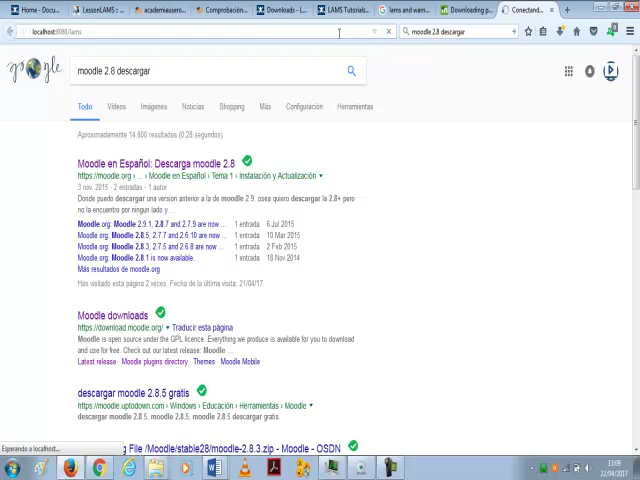 Home - Docu...
LessonLAMS :: ...
academiausero...
Comprobación...
Downloads - L...
LAMS Tutorials...
lams and wam...
Downloading p...
Conectand...
localhost:8080/lams
moodle 2.8 descargar
moodle 2.8 descargar
Todo Vídeos Imágenes Noticias Shopping Más Configuración Herramientas
Aproximadamente 14.800 resultados (0,28 segundos)
Moodle en Español: Descarga moodle 2.8
https://moodle.org › ... › Moodle en Español › Tema 1 › Instalación y Actualización
3 nov. 2015 - 2 entradas - 1 autor
Donde puedo descargar una version anterior a la de moodle 2.9, osea quiero descargar la 2.8+ pero
no la encuentro por ningun lado y ...
Moodle.org: Moodle 2.9.1, 2.8.7 and 2.7.9 are now ... 1 entrada 6 Jul 2015
Moodle.org: Moodle 2.8.5, 2.7.7 and 2.6.10 are now ... 1 entrada 10 Mar 2015
Moodle.org: Moodle 2.8.3, 2.7.5 and 2.6.8 are now ... 1 entrada 2 Feb 2015
Moodle.org: Moodle 2.8.1 is now available. 1 entrada 18 Nov 2014
Más resultados de moodle.org
Has visitado esta página 2 veces. Fecha de la última visita: 21/04/17
Moodle downloads
https://download.moodle.org/ Traducir esta página
Moodle is open source under the GPL licence. Everything we produce is available for you to download
and use for free. Check out our latest release: Moodle ...
Latest release Moodle plugins directory Themes Moodle Mobile
descargar moodle 2.8.5 gratis
https://moodle.uptodown.com › Windows › Educación › Herramientas › Moodle
descargar moodle 2.8.5, moodle 2.8.5, moodle 2.8.5 descargar gratis.
Esperando a localhost...
g File /Moodle/stable28/moodle-2.8.3.zip - Moodle - OSDN
13:09
22/04/2017